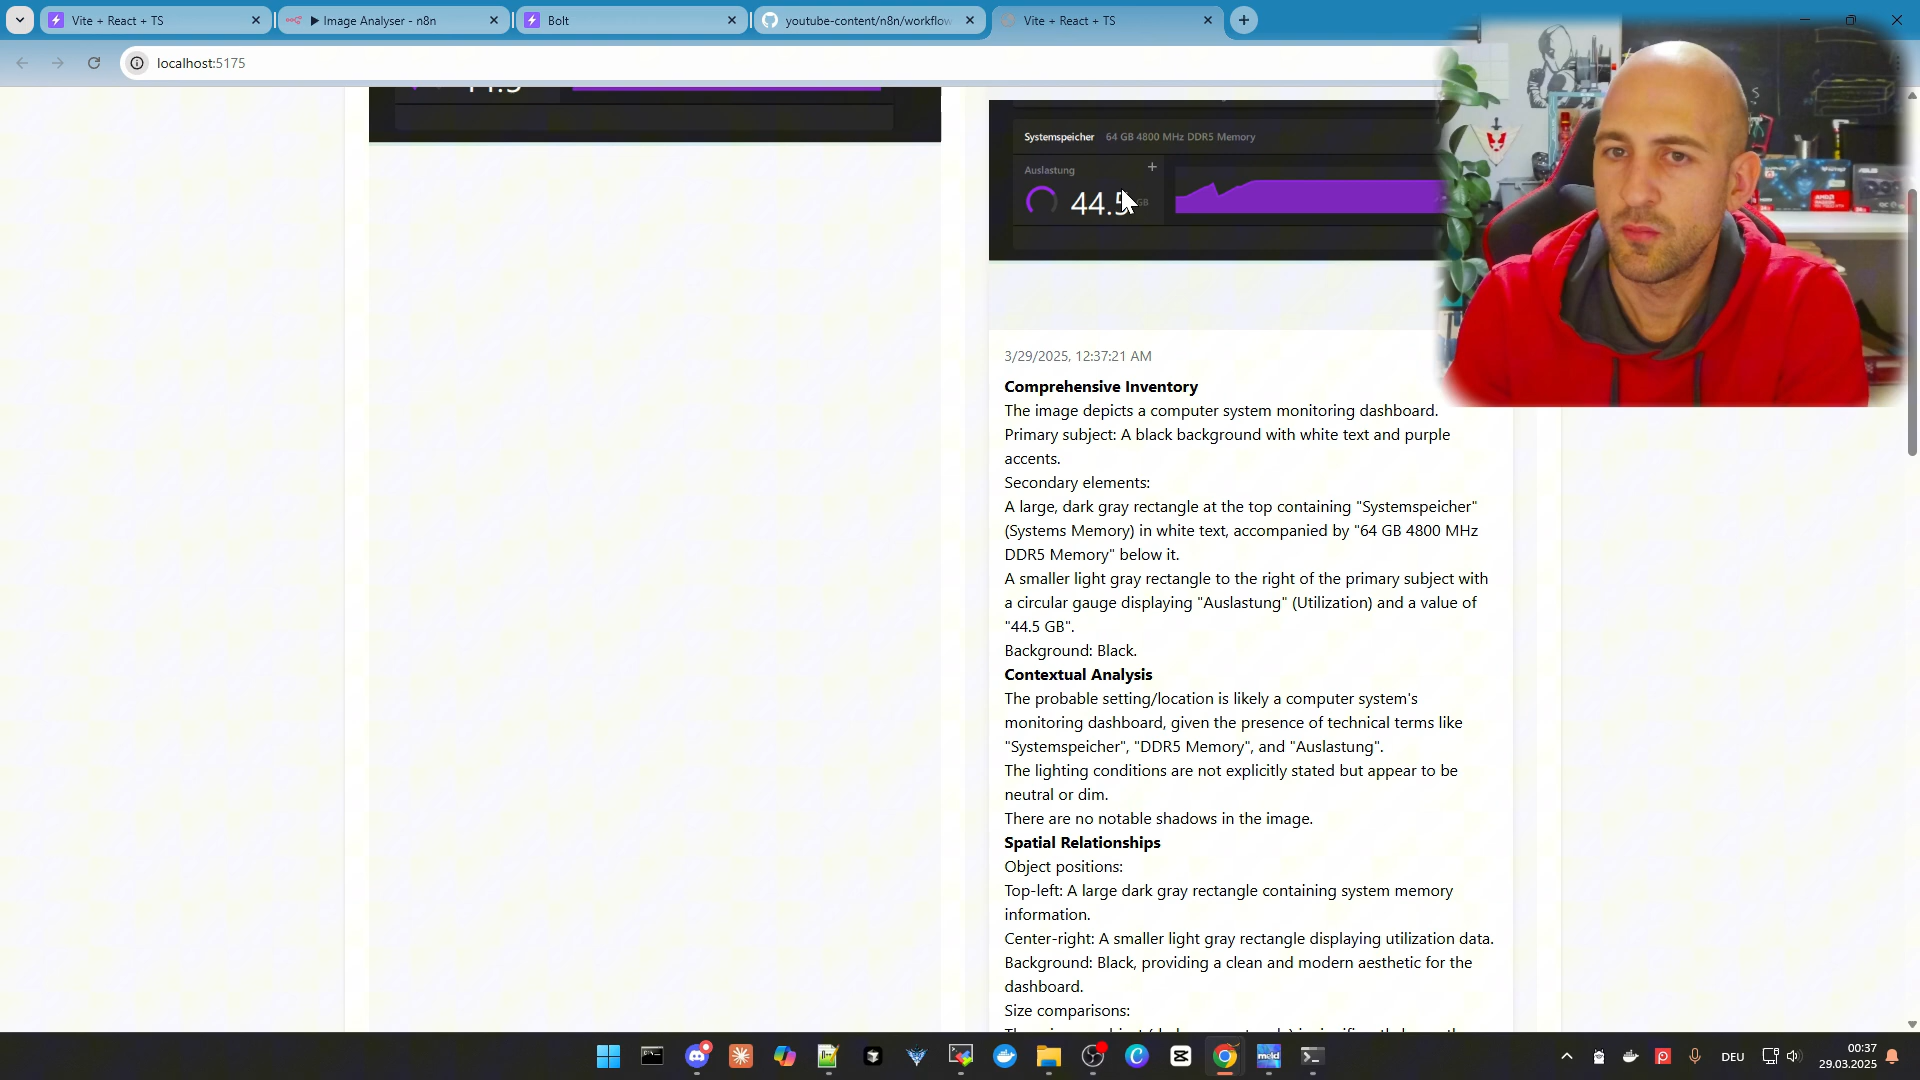 Vite + React + TS
Image Analyser - n8n
Bolt
youtube-content/n8n/workflow
Vite + React + TS
localhost:5175
Systemspeicher 64 GB 4800 MHz DDR5 Memory
Auslastung
44.5 GB
3/29/2025, 12:37:21 AM
Comprehensive Inventory
The image depicts a computer system monitoring dashboard.
Primary subject: A black background with white text and purple
accents.
Secondary elements:
A large, dark gray rectangle at the top containing "Systemspeicher"
(Systems Memory) in white text, accompanied by "64 GB 4800 MHz
DDR5 Memory" below it.
A smaller light gray rectangle to the right of the primary subject with
a circular gauge displaying "Auslastung" (Utilization) and a value of
"44.5 GB".
Background: Black.
Contextual Analysis
The probable setting/location is likely a computer system's
monitoring dashboard, given the presence of technical terms like
"Systemspeicher", "DDR5 Memory", and "Auslastung".
The lighting conditions are not explicitly stated but appear to be
neutral or dim.
There are no notable shadows in the image.
Spatial Relationships
Object positions:
Top-left: A large dark gray rectangle containing system memory
information.
Center-right: A smaller light gray rectangle displaying utilization data.
Background: Black, providing a clean and modern aesthetic for the
dashboard.
Size comparisons:
DEU
00:37
29.03.2025